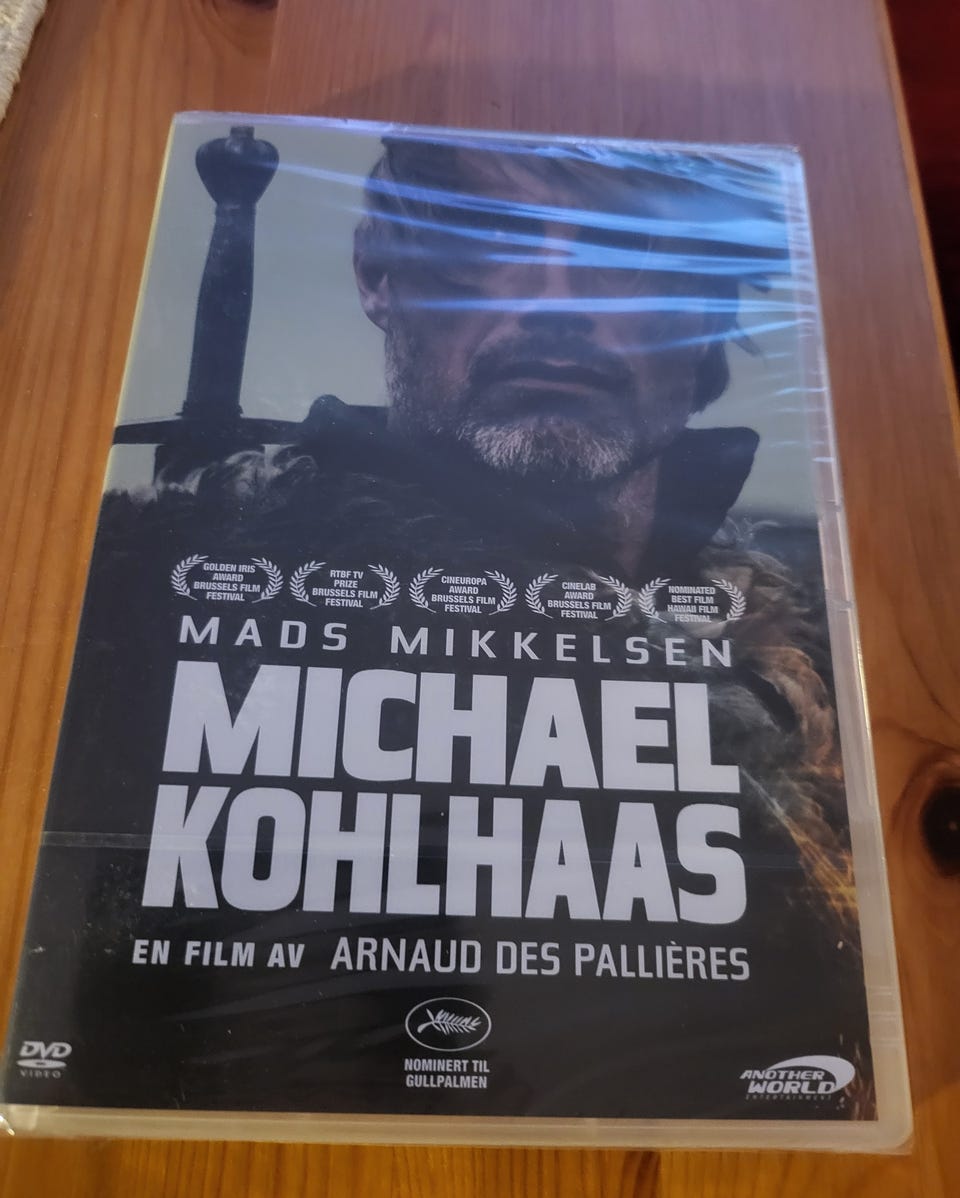 GOLDEN IRIS
AWARD
BRUSSELS FILM
FESTIVAL
RTBF TV
PRIZE
BRUSSELS FILM
FESTIVAL
CINEUROPA
AWARD
BRUSSELS FILM
FESTIVAL
CINELAB
AWARD
BRUSSELS FILM
FESTIVAL
NOMINATED
BEST FILM
HAWAII FILM
FESTIVAL
MADS MIKKELSEN
MICHAEL
KOHLHAAS
EN FILM AV ARNAUD DES PALLIÈRES
NOMINERT TIL
GULLPALMEN
DVD
VIDEO
ANOTHER
WORLD
ENTERTAINMENT